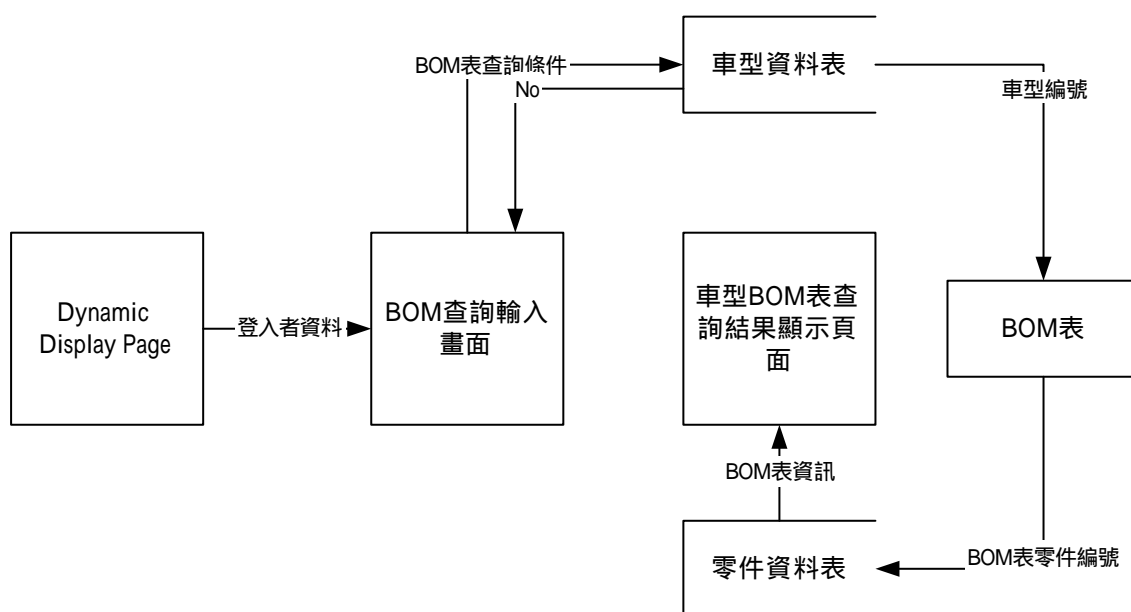 BOM表查詢條件
車型資料表
No
車型編號
Dynamic
Display Page
登入者資料
BOM查詢輸入
畫面
車型BOM表查
詢結果顯示頁
面
BOM表
BOM表資訊
零件資料表
BOM表零件編號